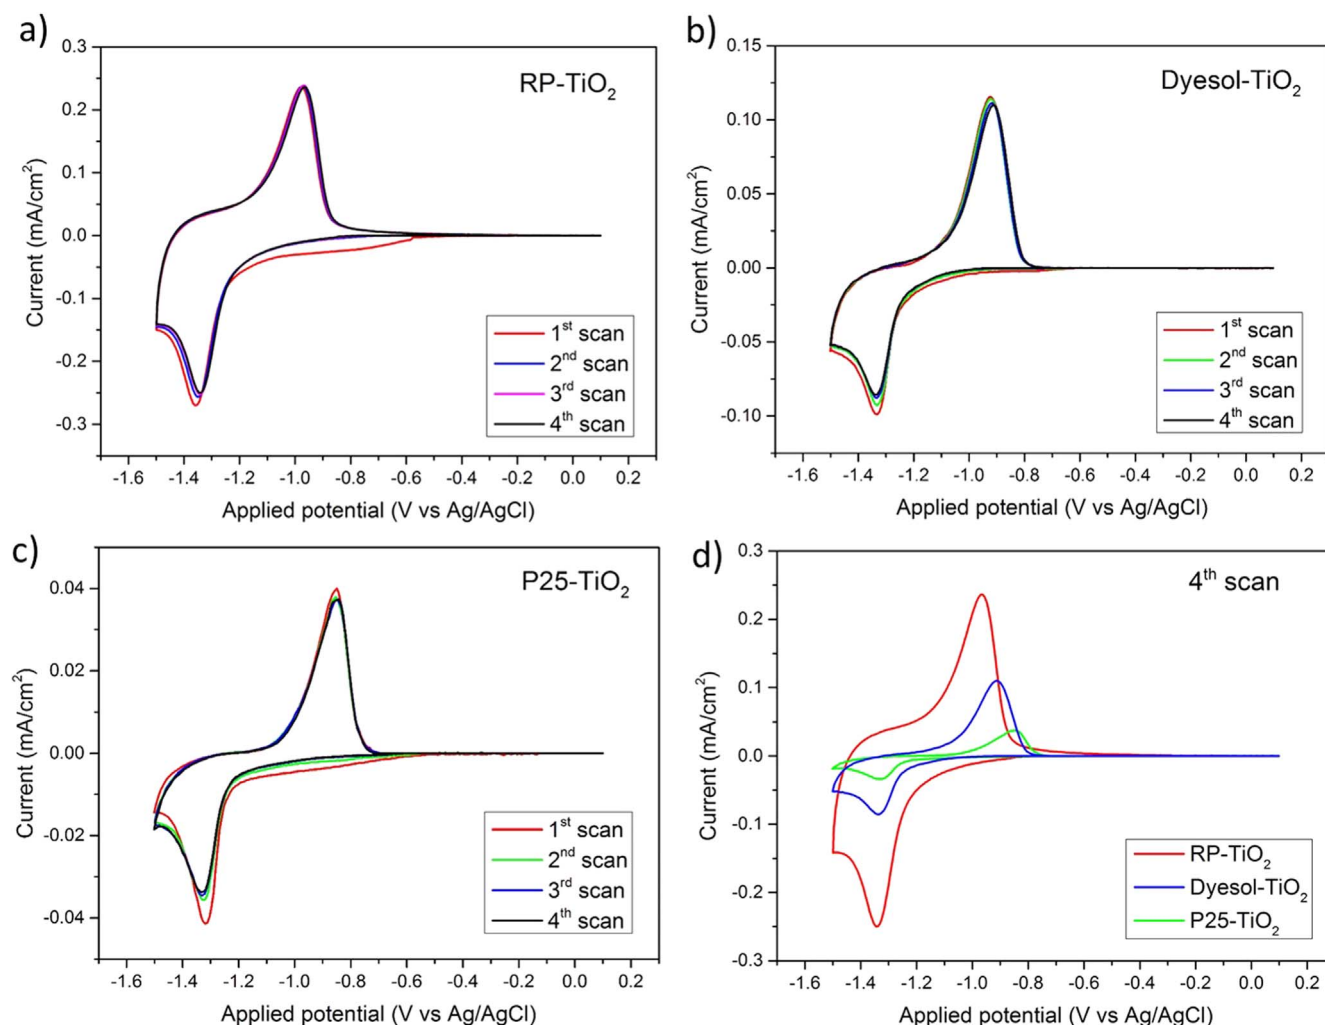 a)
RP-TiO₂
0.3
0.2
0.1
0.0
-0.1
-0.2
-0.3
Current (mA/cm²)
1ˢᵗ scan
2ⁿᵈ scan
3ʳᵈ scan
4ᵗʰ scan
-1.6 -1.4 -1.2 -1.0 -0.8 -0.6 -0.4 -0.2 0.0 0.2
Applied potential (V vs Ag/AgCl)
b)
Dyesol-TiO₂
0.15
0.10
0.05
0.00
-0.05
-0.10
Current (mA/cm²)
1ˢᵗ scan
2ⁿᵈ scan
3ʳᵈ scan
4ᵗʰ scan
-1.6 -1.4 -1.2 -1.0 -0.8 -0.6 -0.4 -0.2 0.0 0.2
Applied potential (V vs Ag/AgCl)
c)
P25-TiO₂
0.04
0.02
0.00
-0.02
-0.04
Current (mA/cm²)
1ˢᵗ scan
2ⁿᵈ scan
3ʳᵈ scan
4ᵗʰ scan
-1.6 -1.4 -1.2 -1.0 -0.8 -0.6 -0.4 -0.2 0.0 0.2
Applied potential (V vs Ag/AgCl)
d)
4ᵗʰ scan
0.3
0.2
0.1
0.0
-0.1
-0.2
-0.3
Current (mA/cm²)
RP-TiO₂
Dyesol-TiO₂
P25-TiO₂
-1.6 -1.4 -1.2 -1.0 -0.8 -0.6 -0.4 -0.2 0.0 0.2
Applied potential (V vs Ag/AgCl)